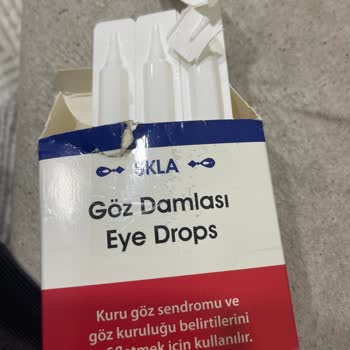 SKLA
Göz Damlası
Eye Drops
Kuru göz sendromu ve
göz kuruluğu belirtilerini
için kullanılır.